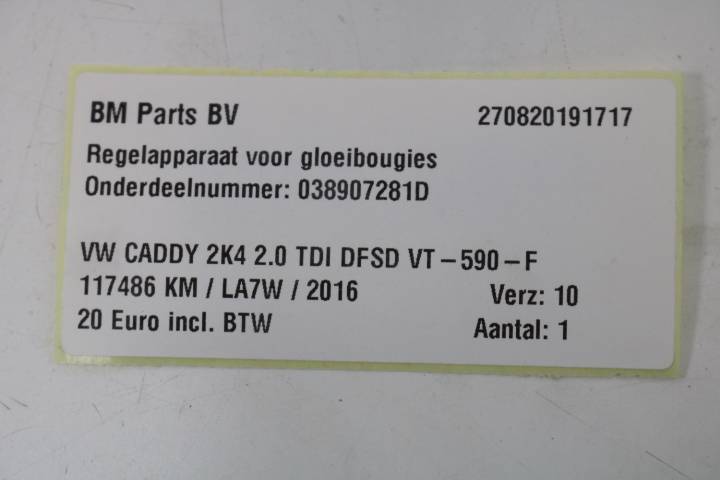 BM Parts BV 270820191717
Regelapparaat voor gloeibougies
Onderdeelnummer: 038907281D
VW CADDY 2K4 2.0 TDI DFSD VT-590-F
117486 KM / LA7W / 2016 Verz: 10
20 Euro incl. BTW Aantal: 1